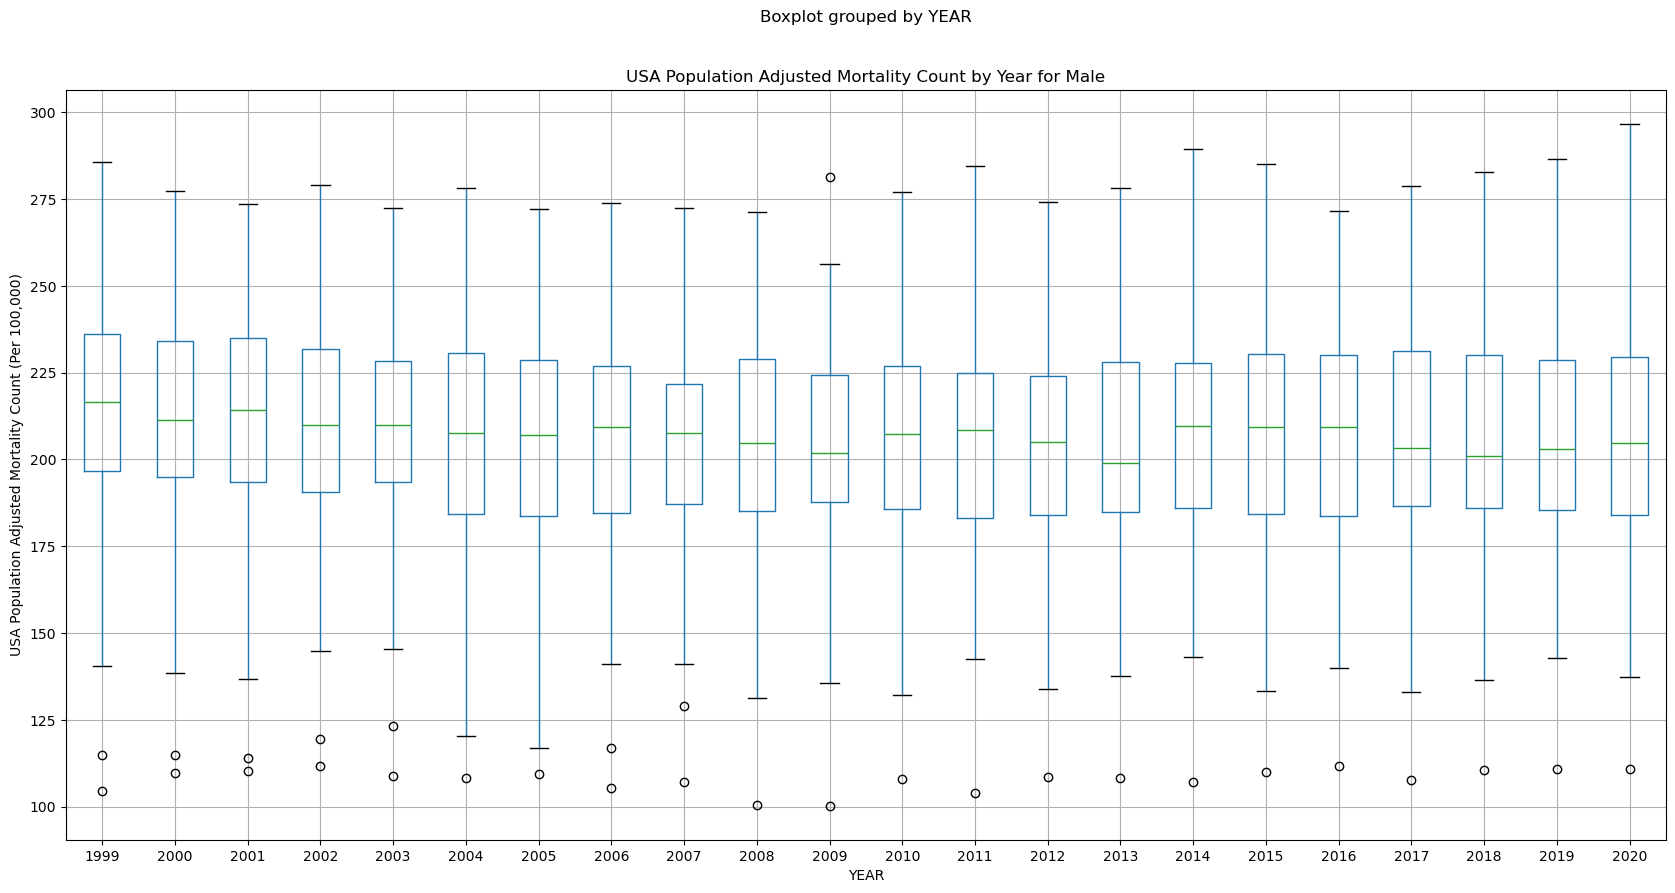 Boxplot grouped by YEAR
USA Population Adjusted Mortality Count by Year for Male
USA Population Adjusted Mortality Count (Per 100,000)
300
275
250
225
200
175
150
125
100
1999 2000 2001 2002 2003 2004 2005 2006 2007 2008 2009 2010 2011 2012 2013 2014 2015 2016 2017 2018 2019 2020
YEAR